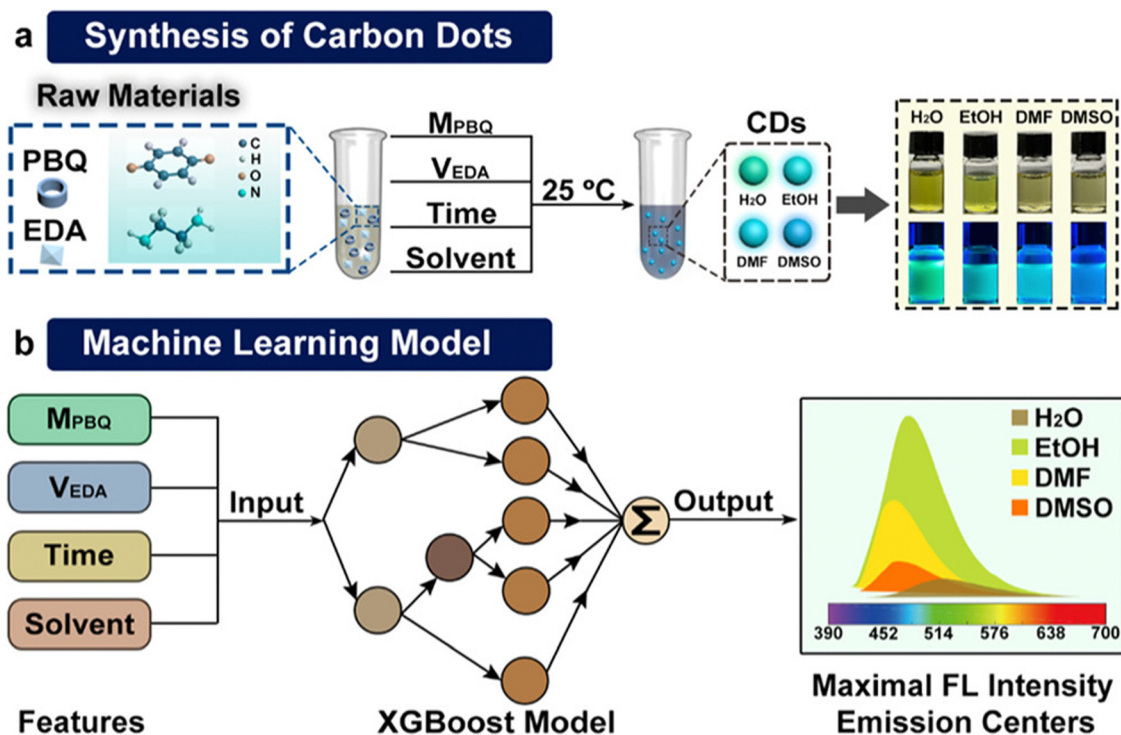 a Synthesis of Carbon Dots
Raw Materials
PBQ
EDA
C
H
O
N
MPBQ
VEDA
Time
Solvent
25 ºC
CDs
H₂O EtOH
DMF DMSO
H₂O EtOH DMF DMSO
b Machine Learning Model
MPBQ
VEDA
Time
Solvent
Features
Input
Σ
XGBoost Model
Output
H₂O
EtOH
DMF
DMSO
390 452 514 576 638 700
Maximal FL Intensity
Emission Centers